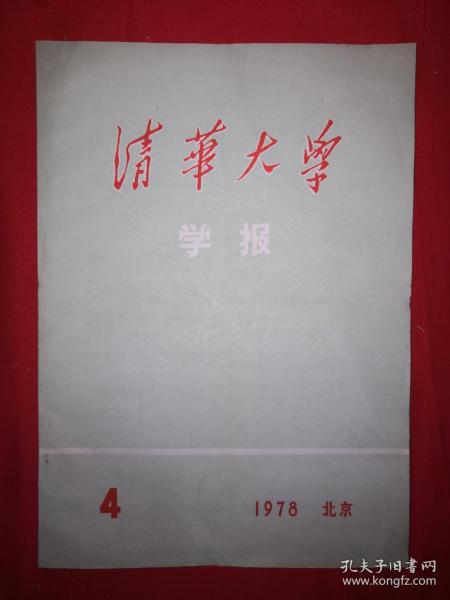 清華大學
学报
4 1978 北京
孔夫子旧书网
www.kongfz.com